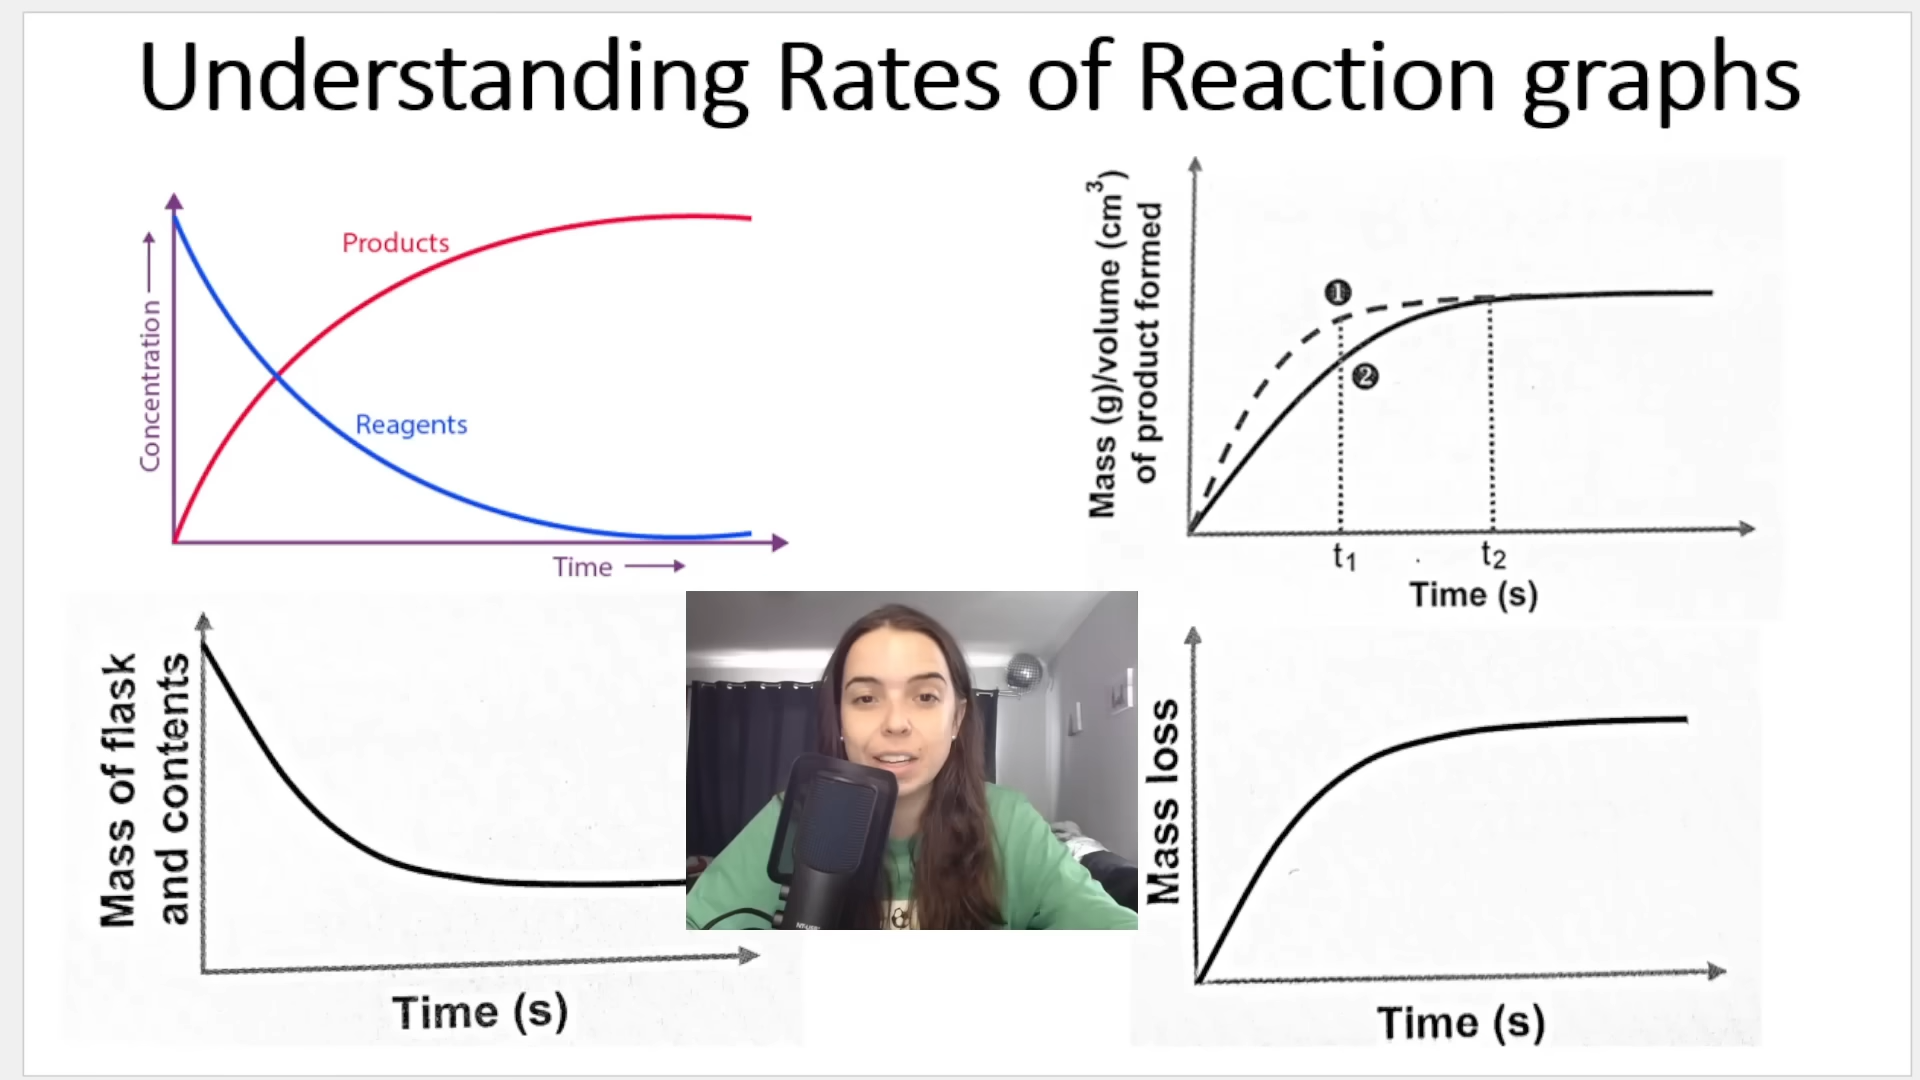 Understanding Rates of Reaction graphs
Concentration
Products
Reagents
Time
Mass (g)/volume (cm³)
of product formed
1
2
t₁
t₂
Time (s)
Mass of flask
and contents
Time (s)
Mass loss
Time (s)